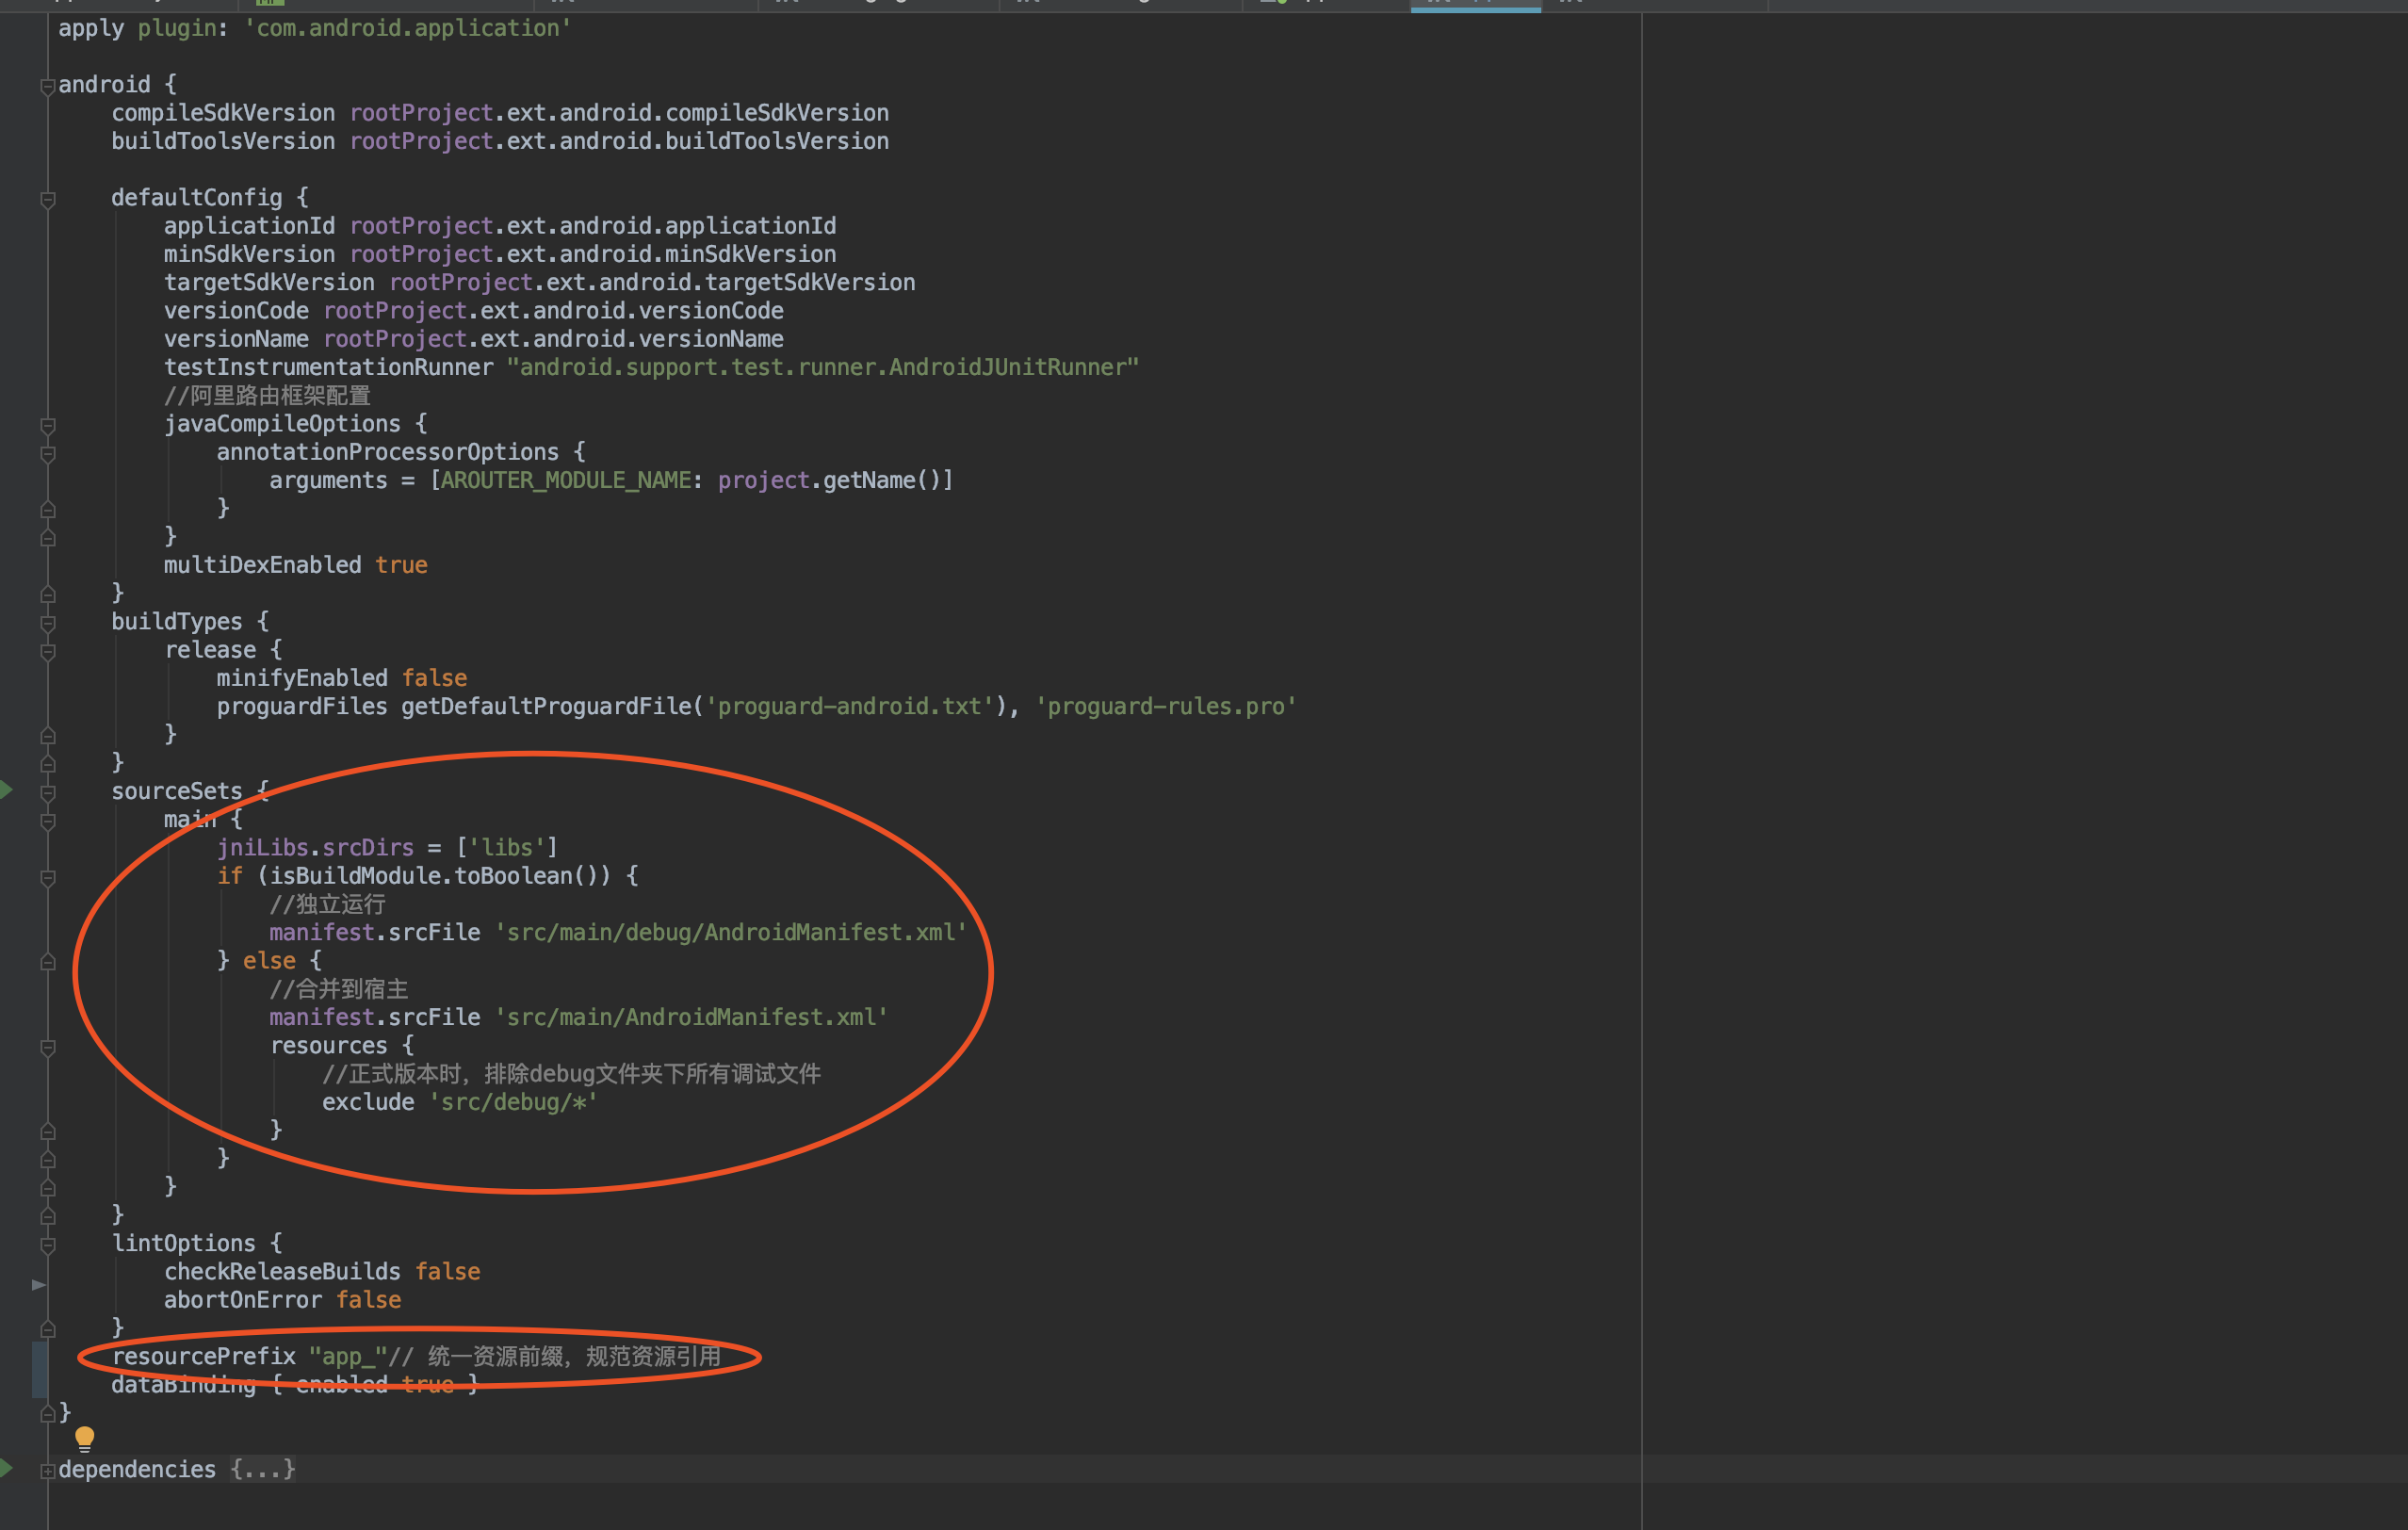 apply plugin: 'com.android.application'
android {
compileSdkVersion rootProject.ext.android.compileSdkVersion
buildToolsVersion rootProject.ext.android.buildToolsVersion
defaultConfig {
applicationId rootProject.ext.android.applicationId
minSdkVersion rootProject.ext.android.minSdkVersion
targetSdkVersion rootProject.ext.android.targetSdkVersion
versionCode rootProject.ext.android.versionCode
versionName rootProject.ext.android.versionName
testInstrumentationRunner "android.support.test.runner.AndroidJUnitRunner"
//阿里路由框架配置
javaCompileOptions {
annotationProcessorOptions {
arguments = [AROUTER_MODULE_NAME: project.getName()]
}
}
multiDexEnabled true
}
buildTypes {
release {
minifyEnabled false
proguardFiles getDefaultProguardFile('proguard-android.txt'), 'proguard-rules.pro'
}
}
sourceSets {
main {
jniLibs.srcDirs = ['libs']
if (isBuildModule.toBoolean()) {
//独立运行
manifest.srcFile 'src/main/debug/AndroidManifest.xml'
} else {
//合并到宿主
manifest.srcFile 'src/main/AndroidManifest.xml'
resources {
//正式版本时，排除debug文件夹下所有调试文件
exclude 'src/debug/*'
}
}
}
}
lintOptions {
checkReleaseBuilds false
abortOnError false
}
resourcePrefix "app_"// 统一资源前缀，规范资源引用
dataBinding { enabled true }
}
dependencies {...}